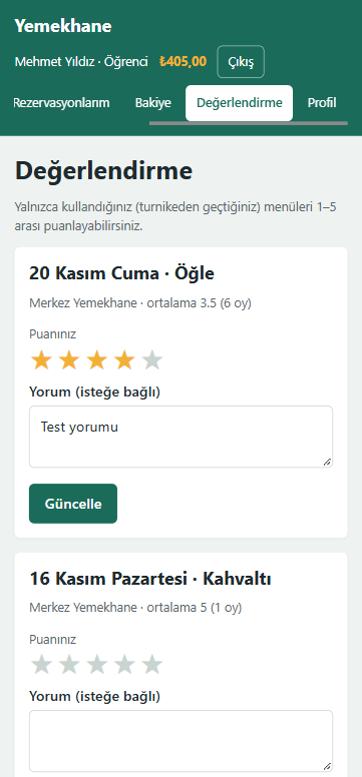 Yemekhane
Mehmet Yıldız · Öğrenci ₺405,00 Çıkış
Rezervasyonlarım Bakiye Değerlendirme Profil
Değerlendirme
Yalnızca kullandığınız (turnikeden geçtiğiniz) menüleri 1–5
arası puanlayabilirsiniz.
20 Kasım Cuma · Öğle
Merkez Yemekhane · ortalama 3.5 (6 oy)
Puanınız
Yorum (isteğe bağlı)
Test yorumu
Güncelle
16 Kasım Pazartesi · Kahvaltı
Merkez Yemekhane · ortalama 5 (1 oy)
Puanınız
Yorum (isteğe bağlı)